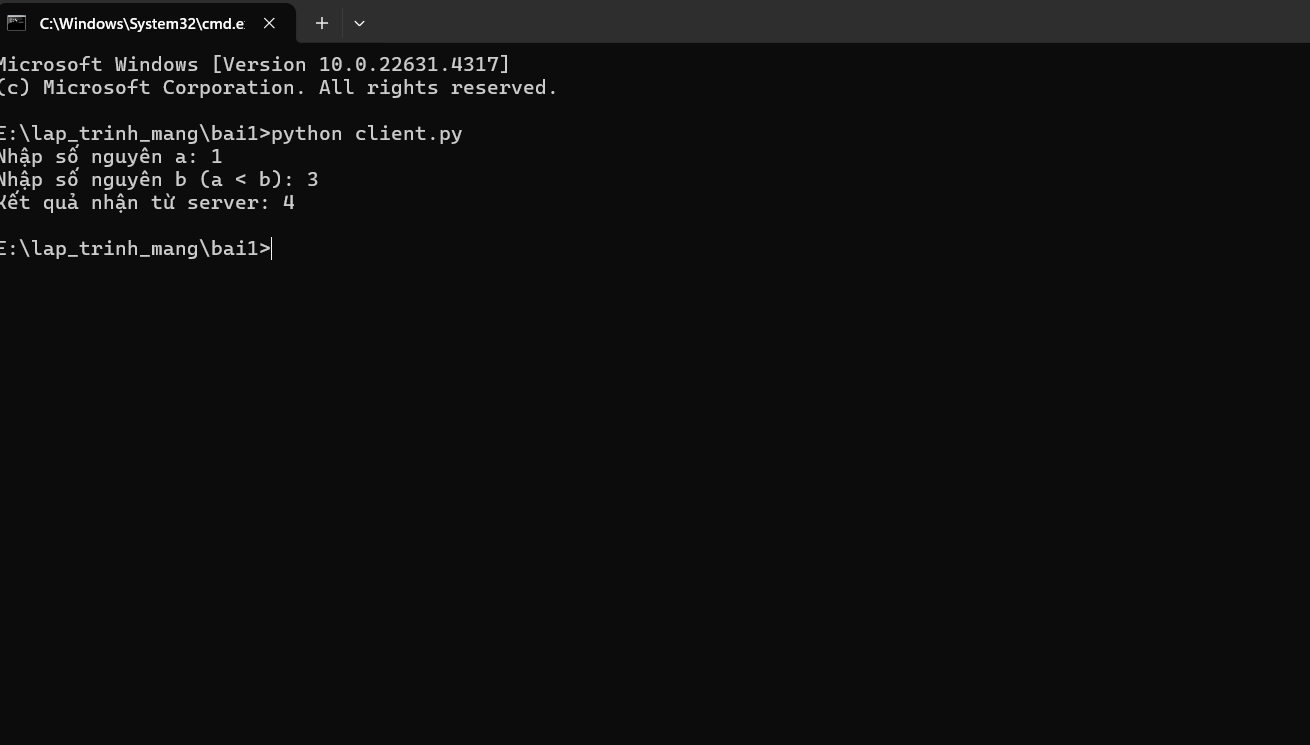 C:\Windows\System32\cmd.e
Microsoft Windows [Version 10.0.22631.4317]
(c) Microsoft Corporation. All rights reserved.
E:\lap_trinh_mang\bai1>python client.py
Nhập số nguyên a: 1
Nhập số nguyên b (a < b): 3
Kết quả nhận từ server: 4
E:\lap_trinh_mang\bai1>